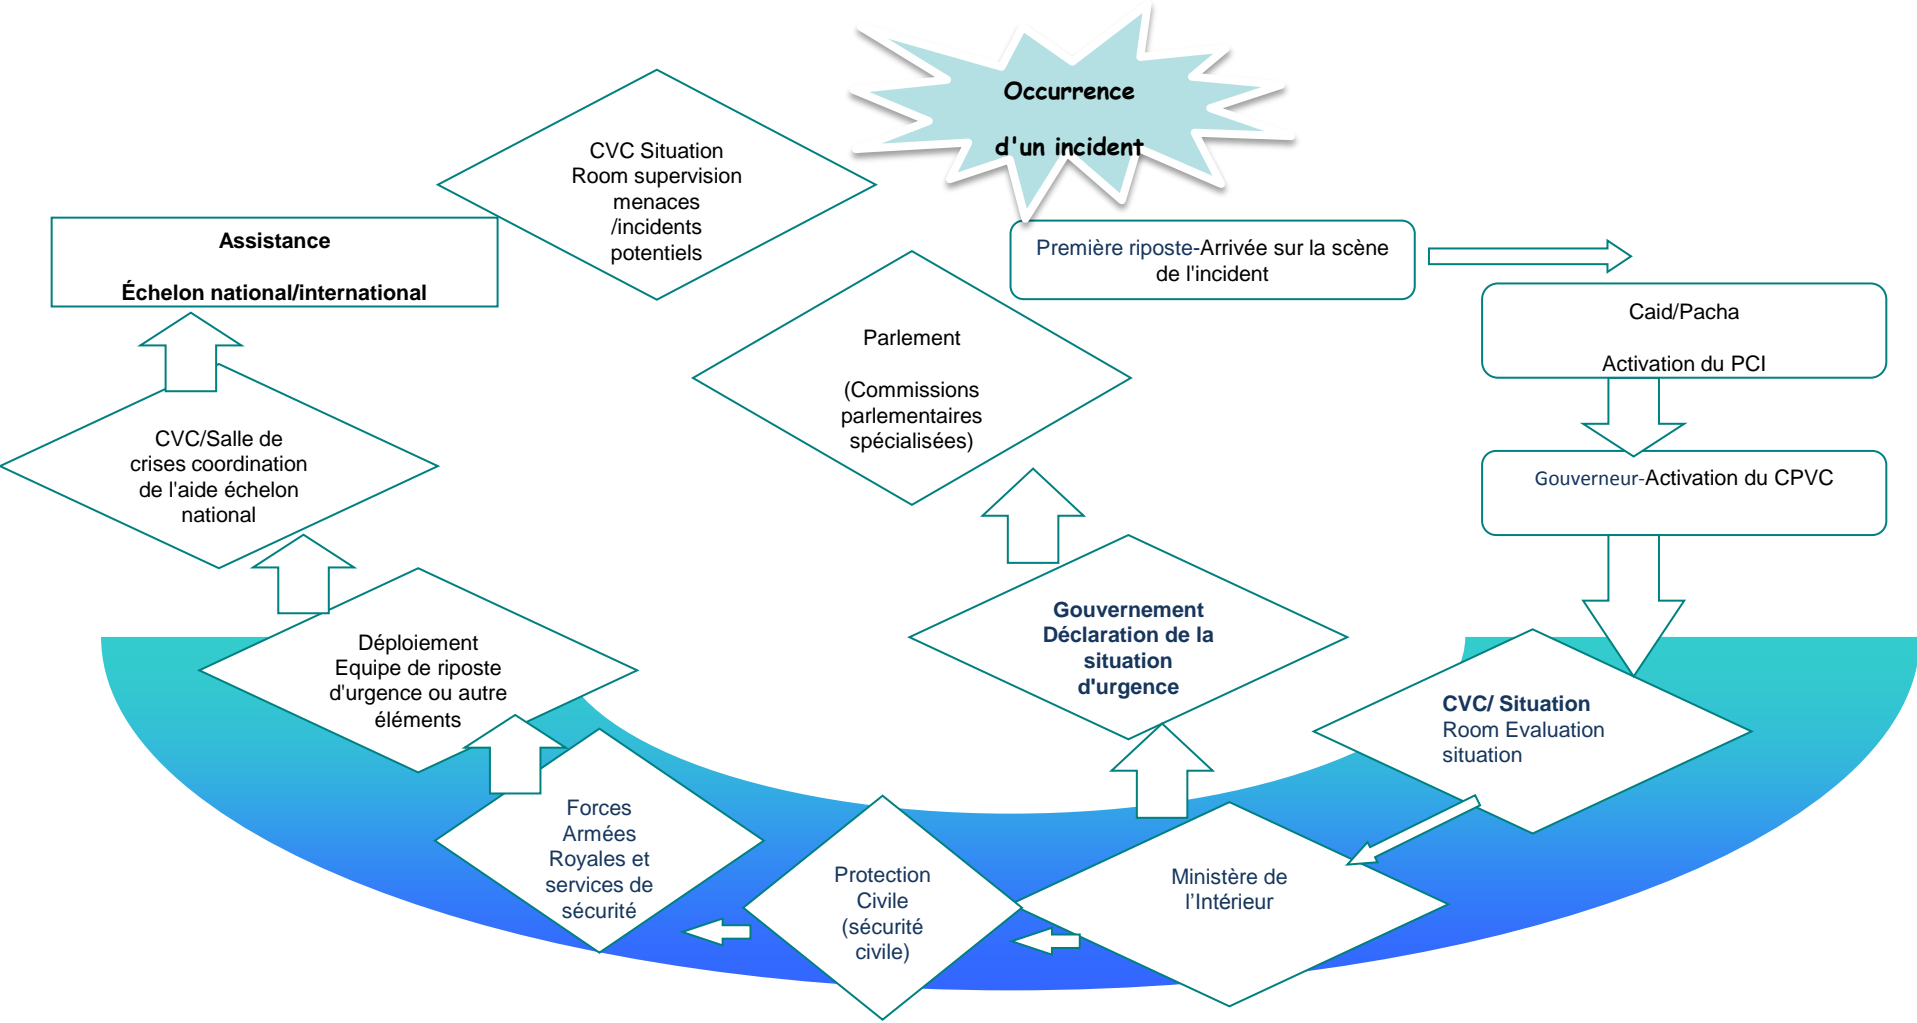 Occurrence
d'un incident
CVC Situation
Room supervision
menaces
/incidents
potentiels
Assistance
Échelon national/international
Première riposte-Arrivée sur la scène
de l'incident
Caid/Pacha
Activation du PCI
Parlement
(Commissions
parlementaires
spécialisées)
CVC/Salle de
crises coordination
de l'aide échelon
national
Gouverneur-Activation du CPVC
Gouvernement
Déclaration de la
situation
d'urgence
Déploiement
Equipe de riposte
d'urgence ou autre
éléments
CVC/ Situation
Room Evaluation
situation
Forces
Armées
Royales et
services de
sécurité
Protection
Civile
(sécurité
civile)
Ministère de
l’Intérieur